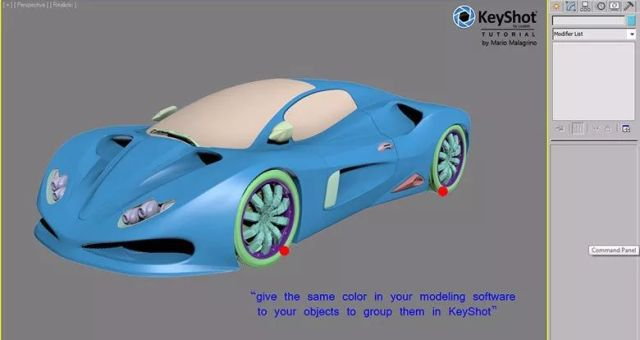 [ + ] [ Perspective ] [ Realistic ]
KeyShot
TUTORIAL
by Mario Malagrino
Modifier List
Command Panel
“give the same color in your modeling software
to your objects to group them in KeyShot”